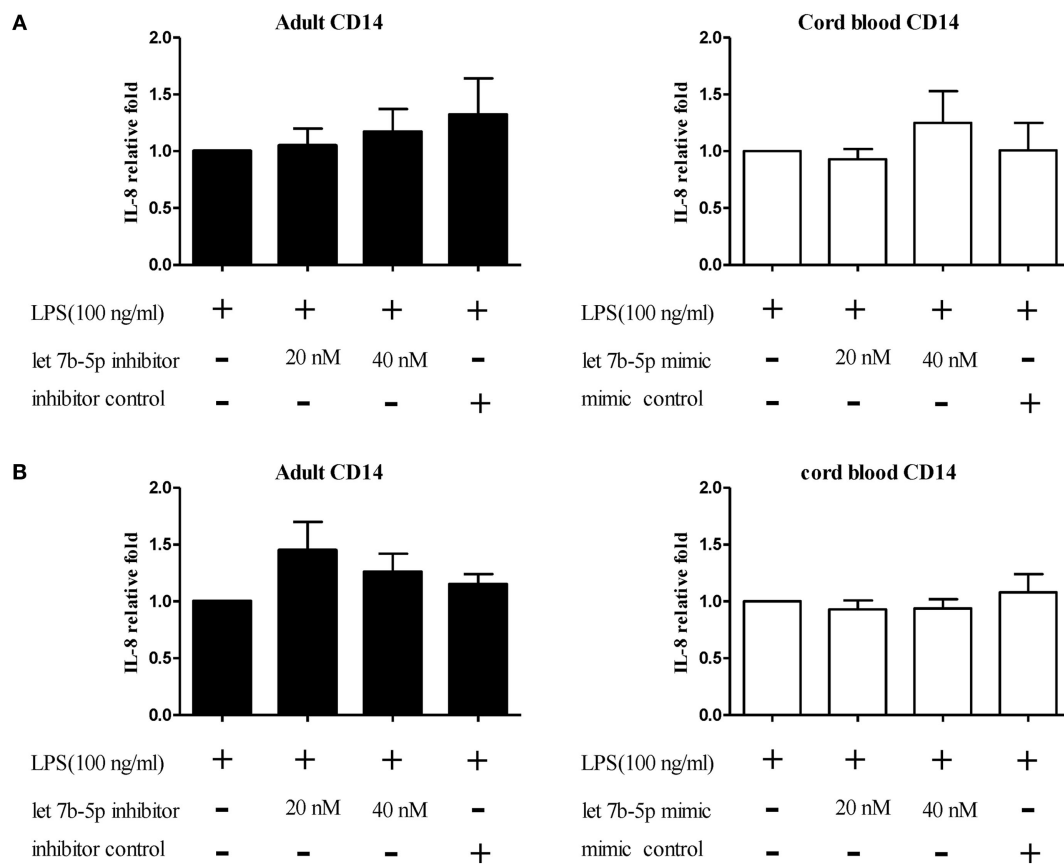 A
Adult CD14
2.0
1.5
1.0
0.5
0.0
IL-8 relative fold
LPS(100 ng/ml) + + + +
let 7b-5p inhibitor - 20 nM 40 nM -
inhibitor control - - - +
Cord blood CD14
2.0
1.5
1.0
0.5
0.0
IL-8 relative fold
LPS(100 ng/ml) + + + +
let 7b-5p mimic - 20 nM 40 nM -
mimic control - - - +
B
Adult CD14
2.0
1.5
1.0
0.5
0.0
IL-8 relative fold
LPS(100 ng/ml) + + + +
let 7b-5p inhibitor - 20 nM 40 nM -
inhibitor control - - - +
cord blood CD14
2.0
1.5
1.0
0.5
0.0
IL-8 relative fold
LPS(100 ng/ml) + + + +
let 7b-5p mimic - 20 nM 40 nM -
mimic control - - - +